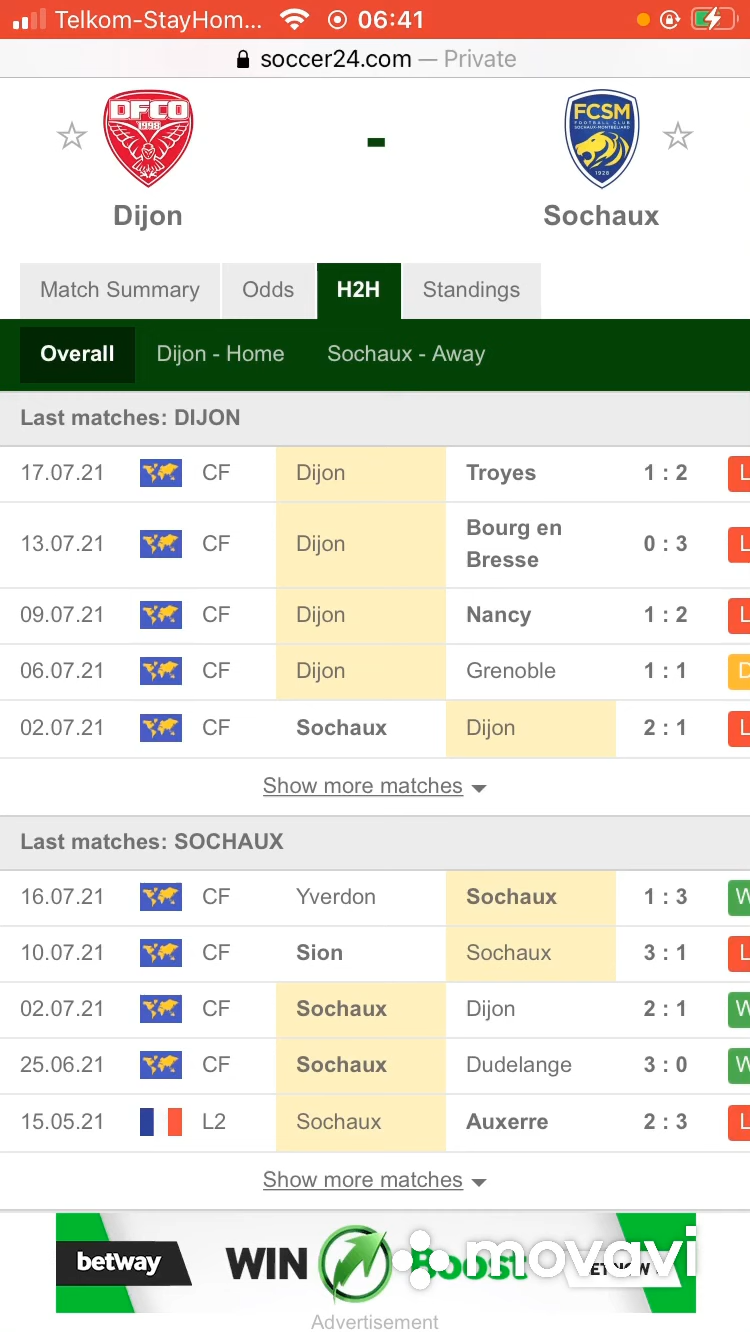 Telkom-StayHom... 06:41
soccer24.com — Private
DFCO
1998
FCSM
FOOTBALL CLUB
SOCHAUX-MONTBÉLIARD
1928
-
Dijon
Sochaux
Match Summary Odds H2H Standings
Overall Dijon - Home Sochaux - Away
Last matches: DIJON
17.07.21 CF Dijon Troyes 1 : 2 L
13.07.21 CF Dijon Bourg en Bresse 0 : 3 L
09.07.21 CF Dijon Nancy 1 : 2 L
06.07.21 CF Dijon Grenoble 1 : 1 D
02.07.21 CF Sochaux Dijon 2 : 1 L
Show more matches
Last matches: SOCHAUX
16.07.21 CF Yverdon Sochaux 1 : 3 W
10.07.21 CF Sion Sochaux 3 : 1 L
02.07.21 CF Sochaux Dijon 2 : 1 W
25.06.21 CF Sochaux Dudelange 3 : 0 W
15.05.21 L2 Sochaux Auxerre 2 : 3 L
Show more matches
betway WIN
movavi
Advertisement